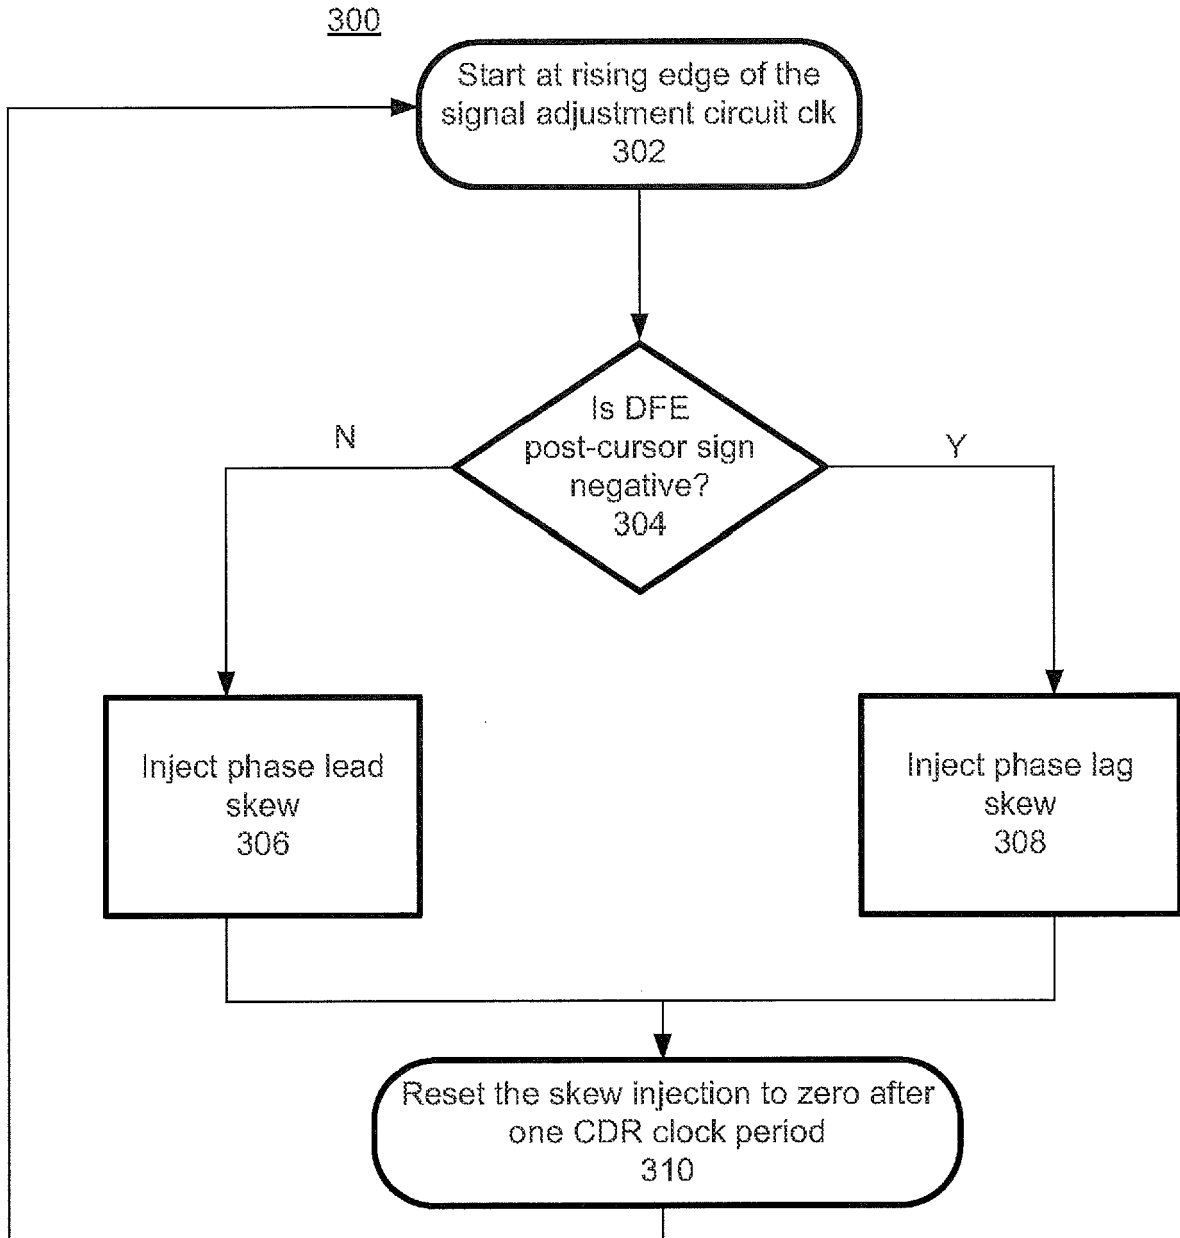 300
Start at rising edge of the
signal adjustment circuit clk
302
Is DFE
post-cursor sign
negative?
304
N
Y
Inject phase lead
skew
306
Inject phase lag
skew
308
Reset the skew injection to zero after
one CDR clock period
310